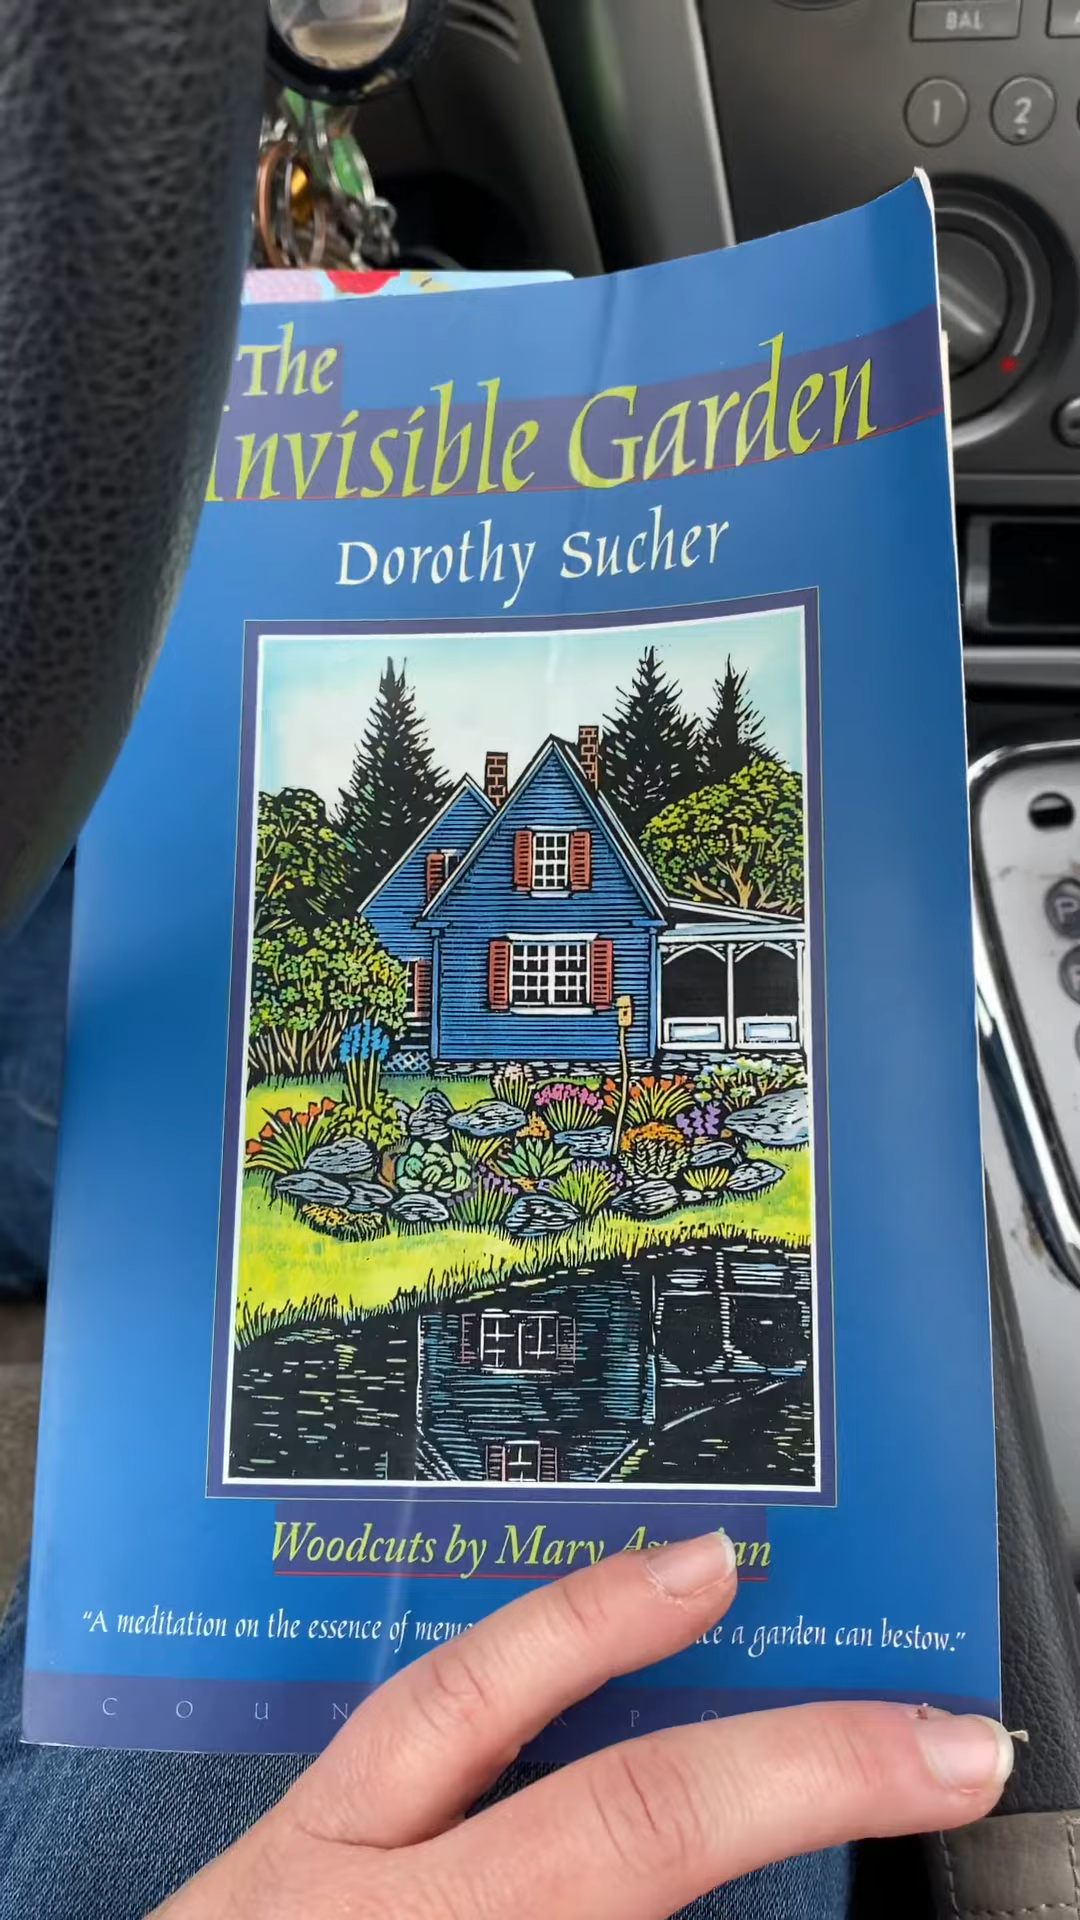 BAL
1 2
The
Invisible Garden
Dorothy Sucher
Woodcuts by Mary
"A meditation on the essence of a garden can bestow."
P